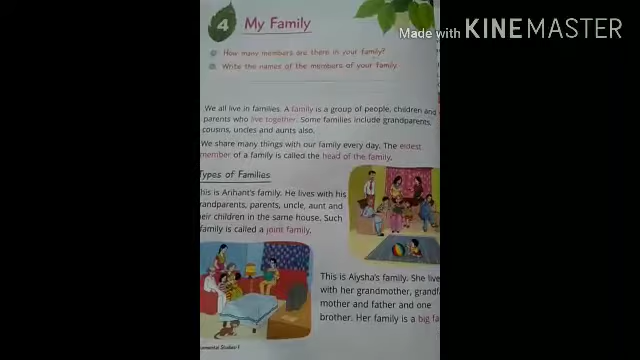 4 My Family
Made with KINEMASTER
How many members are there in your family?
Write the names of the members of your family.
We all live in families. A family is a group of people, children and
parents who live together. Some families include grandparents,
cousins, uncles and aunts also.
We share many things with our family every day. The eldest
member of a family is called the head of the family.
Types of Families
This is Arihant's family. He lives with his
randparents, parents, uncle, aunt and
eir children in the same house. Such
family is called a joint family.
This is Aiysha's family. She live
with her grandmother, grandf
mother and father and one
brother. Her family is a big fa
ronmental Studies-1